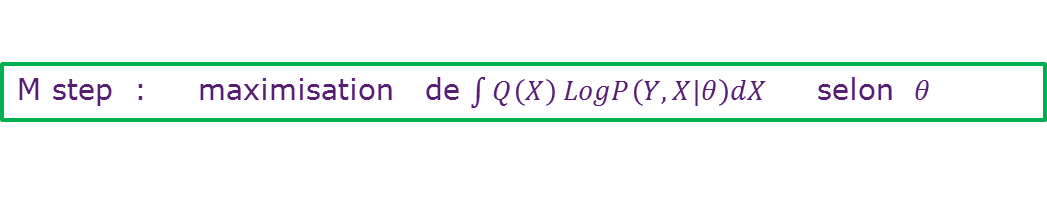 M step : maximisation de ∫ Q(X) LogP(Y,X|θ)dX selon θ